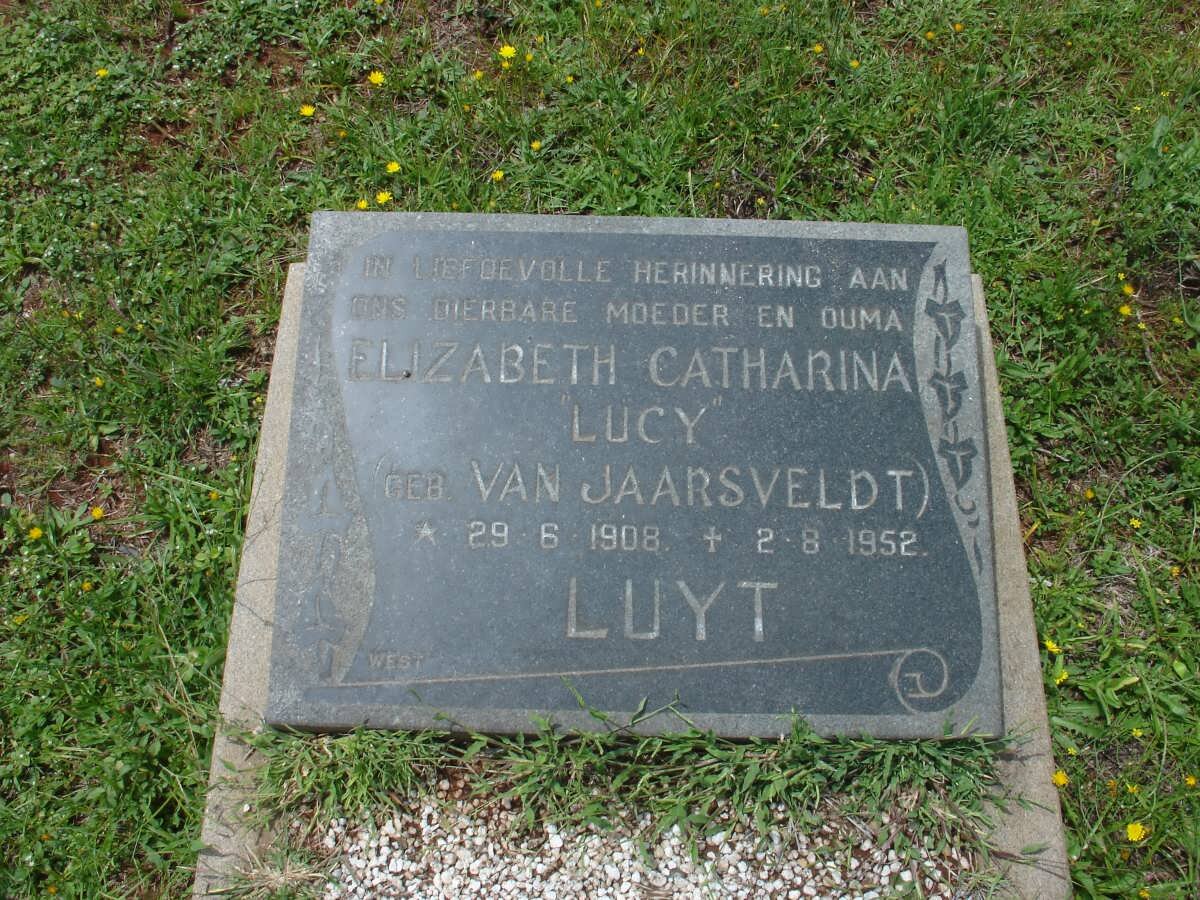 IN LIEFDEVOLLE HERINNERING AAN
ONS DIERBARE MOEDER EN OUMA
ELIZABETH CATHARINA
"LUCY"
(GEB. VAN JAARSVELDT)
★ 29·6·1908. ✝ 2·8·1952.
LUYT
WEST